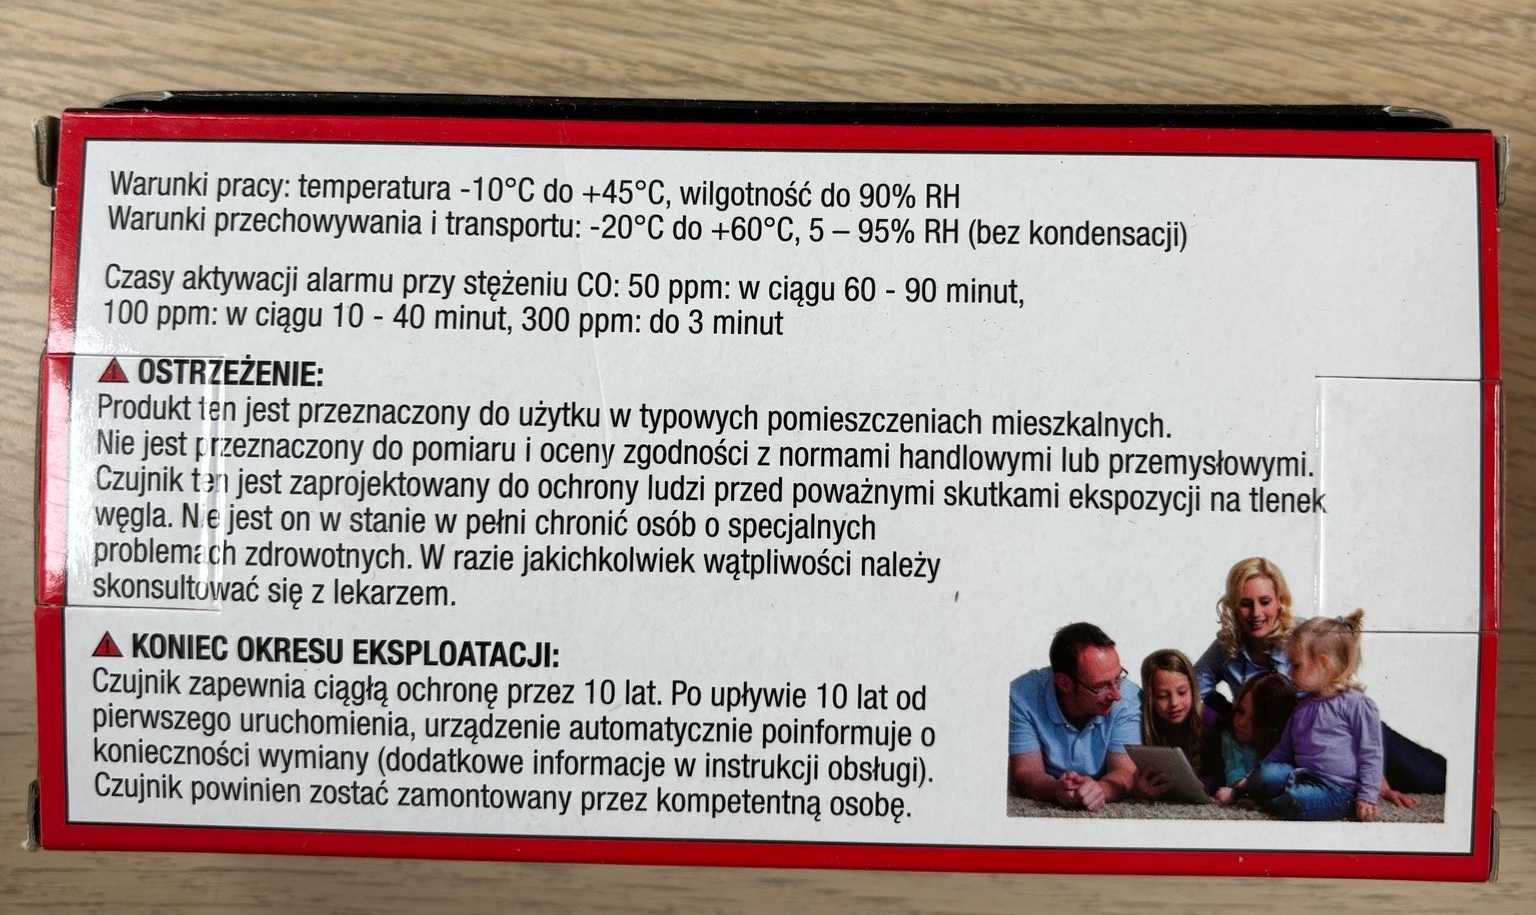 Warunki pracy: temperatura -10°C do +45°C, wilgotność do 90% RH
Warunki przechowywania i transportu: -20°C do +60°C, 5 – 95% RH (bez kondensacji)
Czasy aktywacji alarmu przy stężeniu CO: 50 ppm: w ciągu 60 - 90 minut,
100 ppm: w ciągu 10 - 40 minut, 300 ppm: do 3 minut
OSTRZEŻENIE:
Produkt ten jest przeznaczony do użytku w typowych pomieszczeniach mieszkalnych.
Nie jest przeznaczony do pomiaru i oceny zgodności z normami handlowymi lub przemysłowymi.
Czujnik ten jest zaprojektowany do ochrony ludzi przed poważnymi skutkami ekspozycji na tlenek
węgla. Nie jest on w stanie w pełni chronić osób o specjalnych
problemach zdrowotnych. W razie jakichkolwiek wątpliwości należy
skonsultować się z lekarzem.
KONIEC OKRESU EKSPLOATACJI:
Czujnik zapewnia ciągłą ochronę przez 10 lat. Po upływie 10 lat od
pierwszego uruchomienia, urządzenie automatycznie poinformuje o
konieczności wymiany (dodatkowe informacje w instrukcji obsługi).
Czujnik powinien zostać zamontowany przez kompetentną osobę.